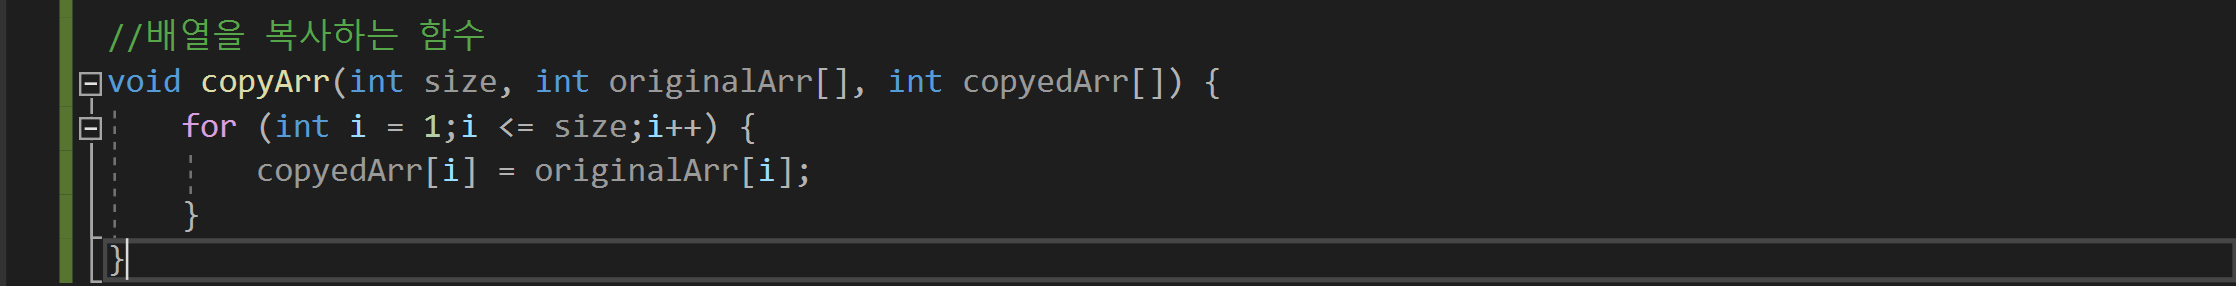 //배열을 복사하는 함수
void copyArr(int size, int originalArr[], int copyedArr[]) {
    for (int i = 1;i <= size;i++) {
        copyedArr[i] = originalArr[i];
    }
}